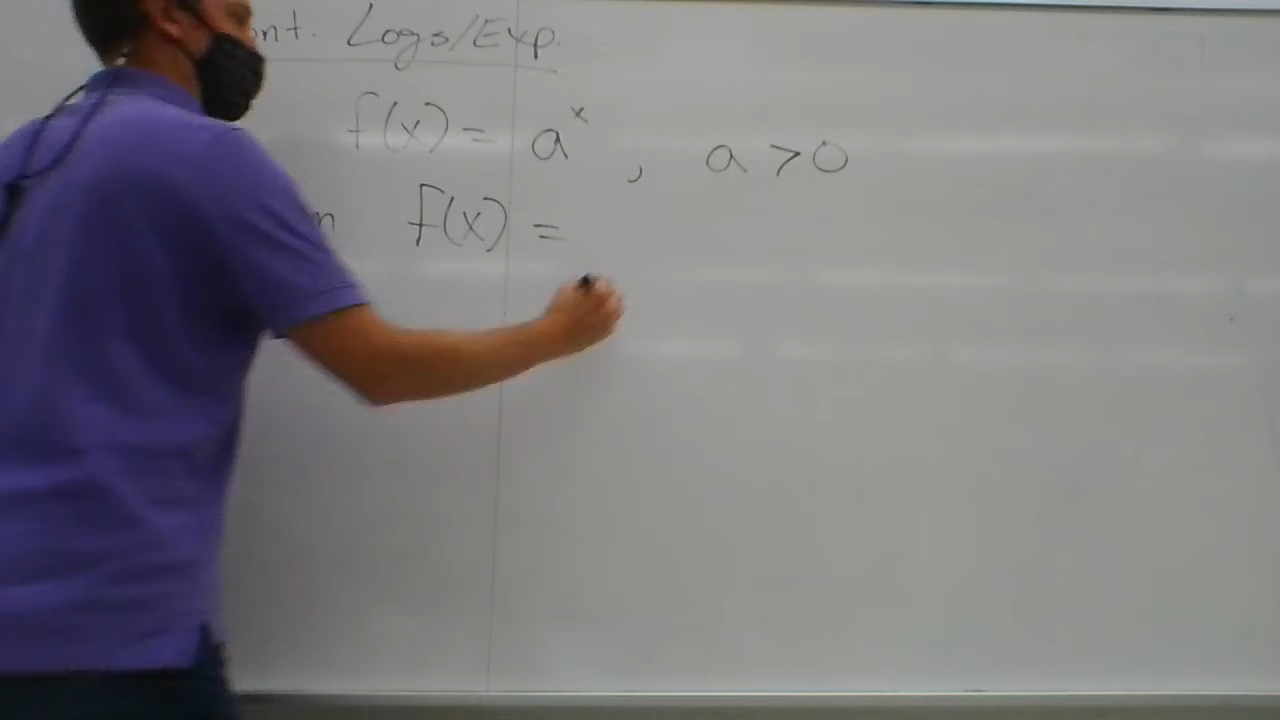 nt. Logs/Exp.
f(x) = a^x , a > 0
n f(x) =